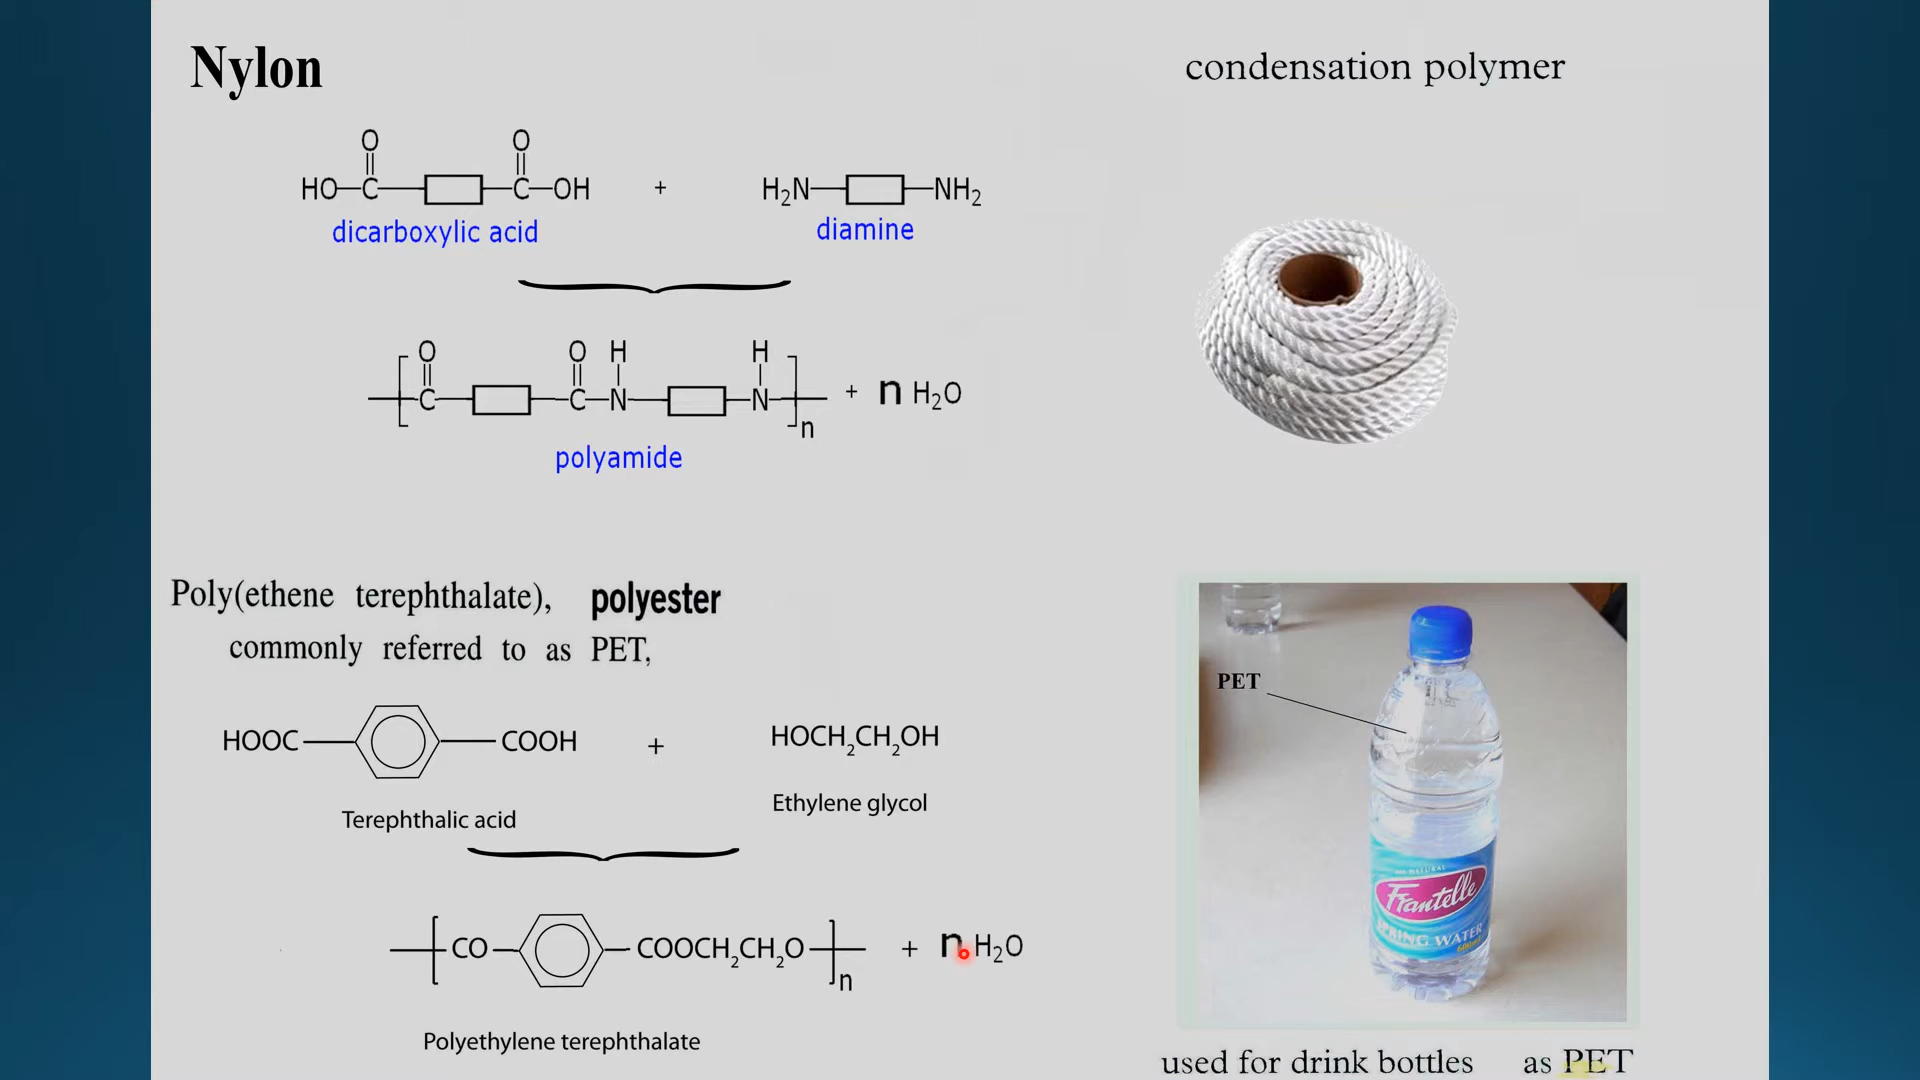 Nylon
condensation polymer
O O
HO C C OH + H₂N NH₂
dicarboxylic acid diamine
O O H H
C C N N n + n H₂O
polyamide
Poly(ethene terephthalate), polyester
commonly referred to as PET,
HOOC COOH + HOCH₂CH₂OH
Terephthalic acid Ethylene glycol
CO COOCH₂CH₂O n + n H₂O
Polyethylene terephthalate
PET
Frantelle
SPRING WATER
600mL
used for drink bottles as PET